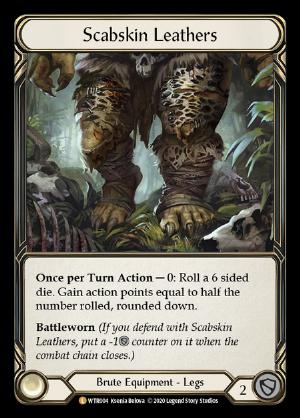 Scabskin Leathers
Once per Turn Action — 0: Roll a 6 sided
die. Gain action points equal to half the
number rolled, rounded down.
Battleworn (If you defend with Scabskin
Leathers, put a -1 counter on it when the
combat chain closes.)
Brute Equipment - Legs
2
L WTR004 Ksenia Belova © 2020 Legend Story Studios